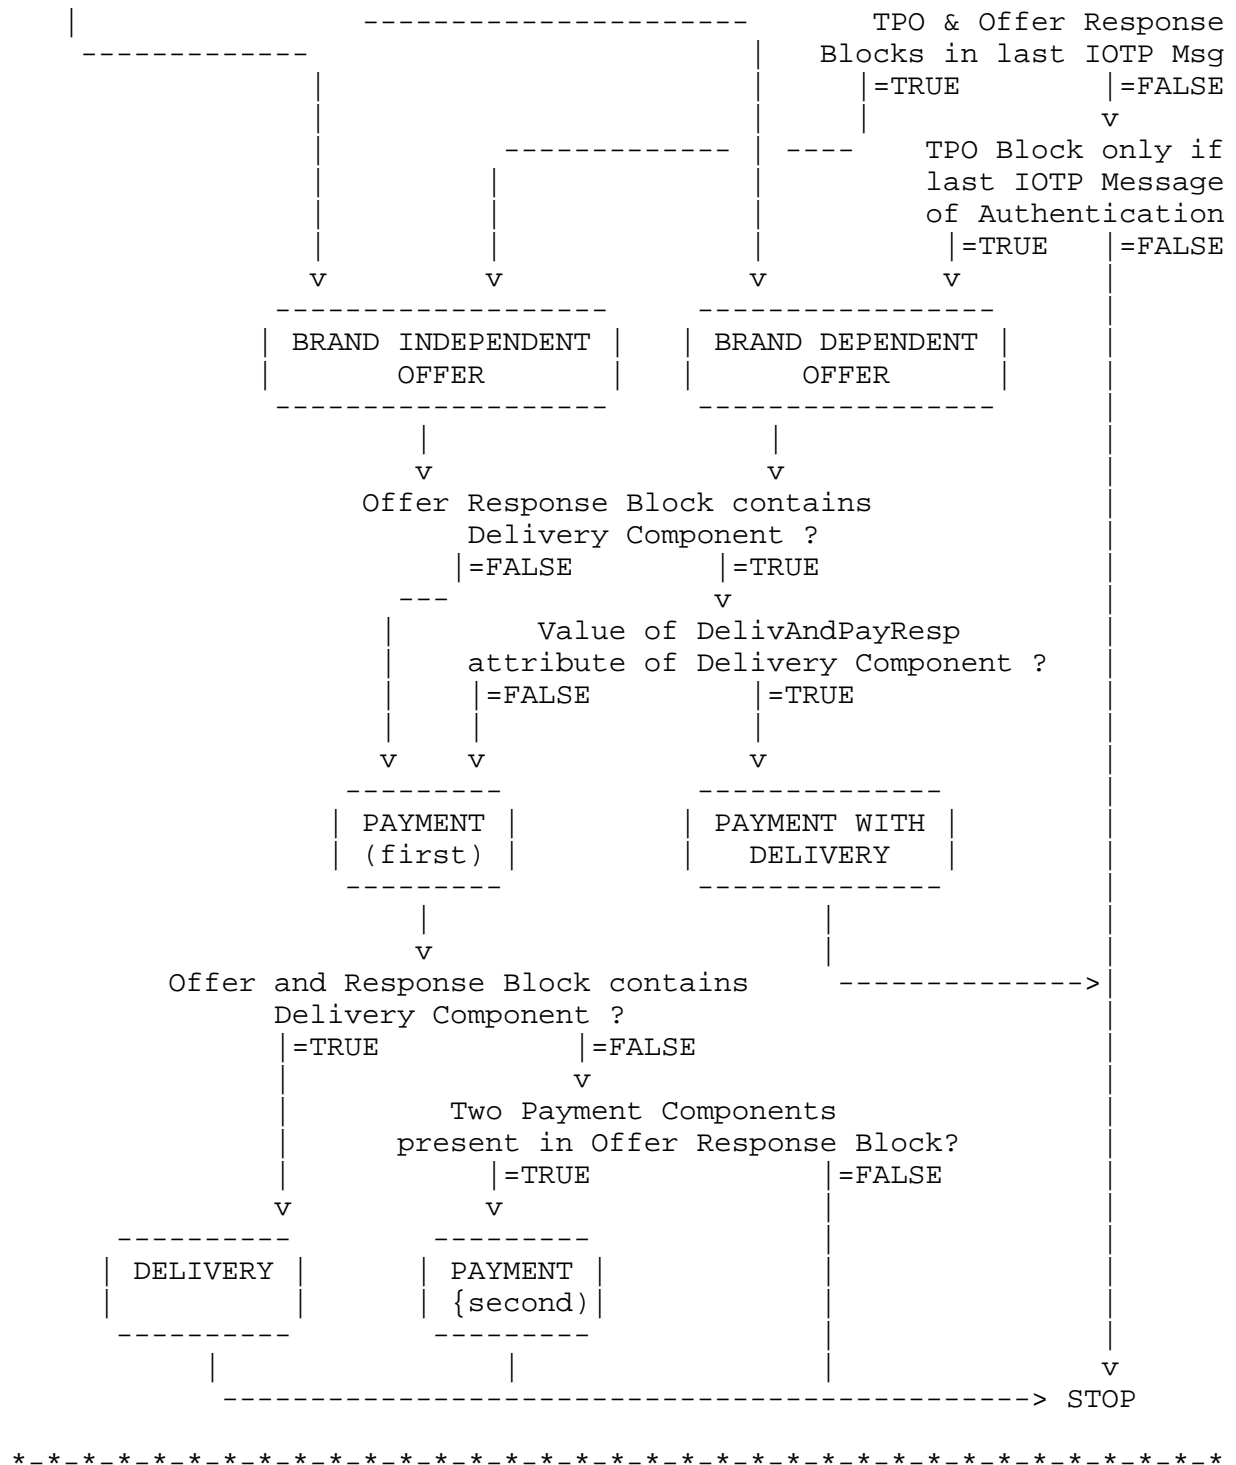 TPO & Offer Response
Blocks in last IOTP Msg
=TRUE =FALSE
v
TPO Block only if
last IOTP Message
of Authentication
=TRUE =FALSE
v v v v
BRAND INDEPENDENT BRAND DEPENDENT
OFFER OFFER
v v
Offer Response Block contains
Delivery Component ?
=FALSE =TRUE
v
Value of DelivAndPayResp
attribute of Delivery Component ?
=FALSE =TRUE
v v v
PAYMENT PAYMENT WITH
(first) DELIVERY
v
Offer and Response Block contains
Delivery Component ?
=TRUE =FALSE
v
Two Payment Components
present in Offer Response Block?
=TRUE =FALSE
v v
DELIVERY PAYMENT
{second)
v
STOP
*-*-*-*-*-*-*-*-*-*-*-*-*-*-*-*-*-*-*-*-*-*-*-*-*-*-*-*-*-*-*-*-*-*-*